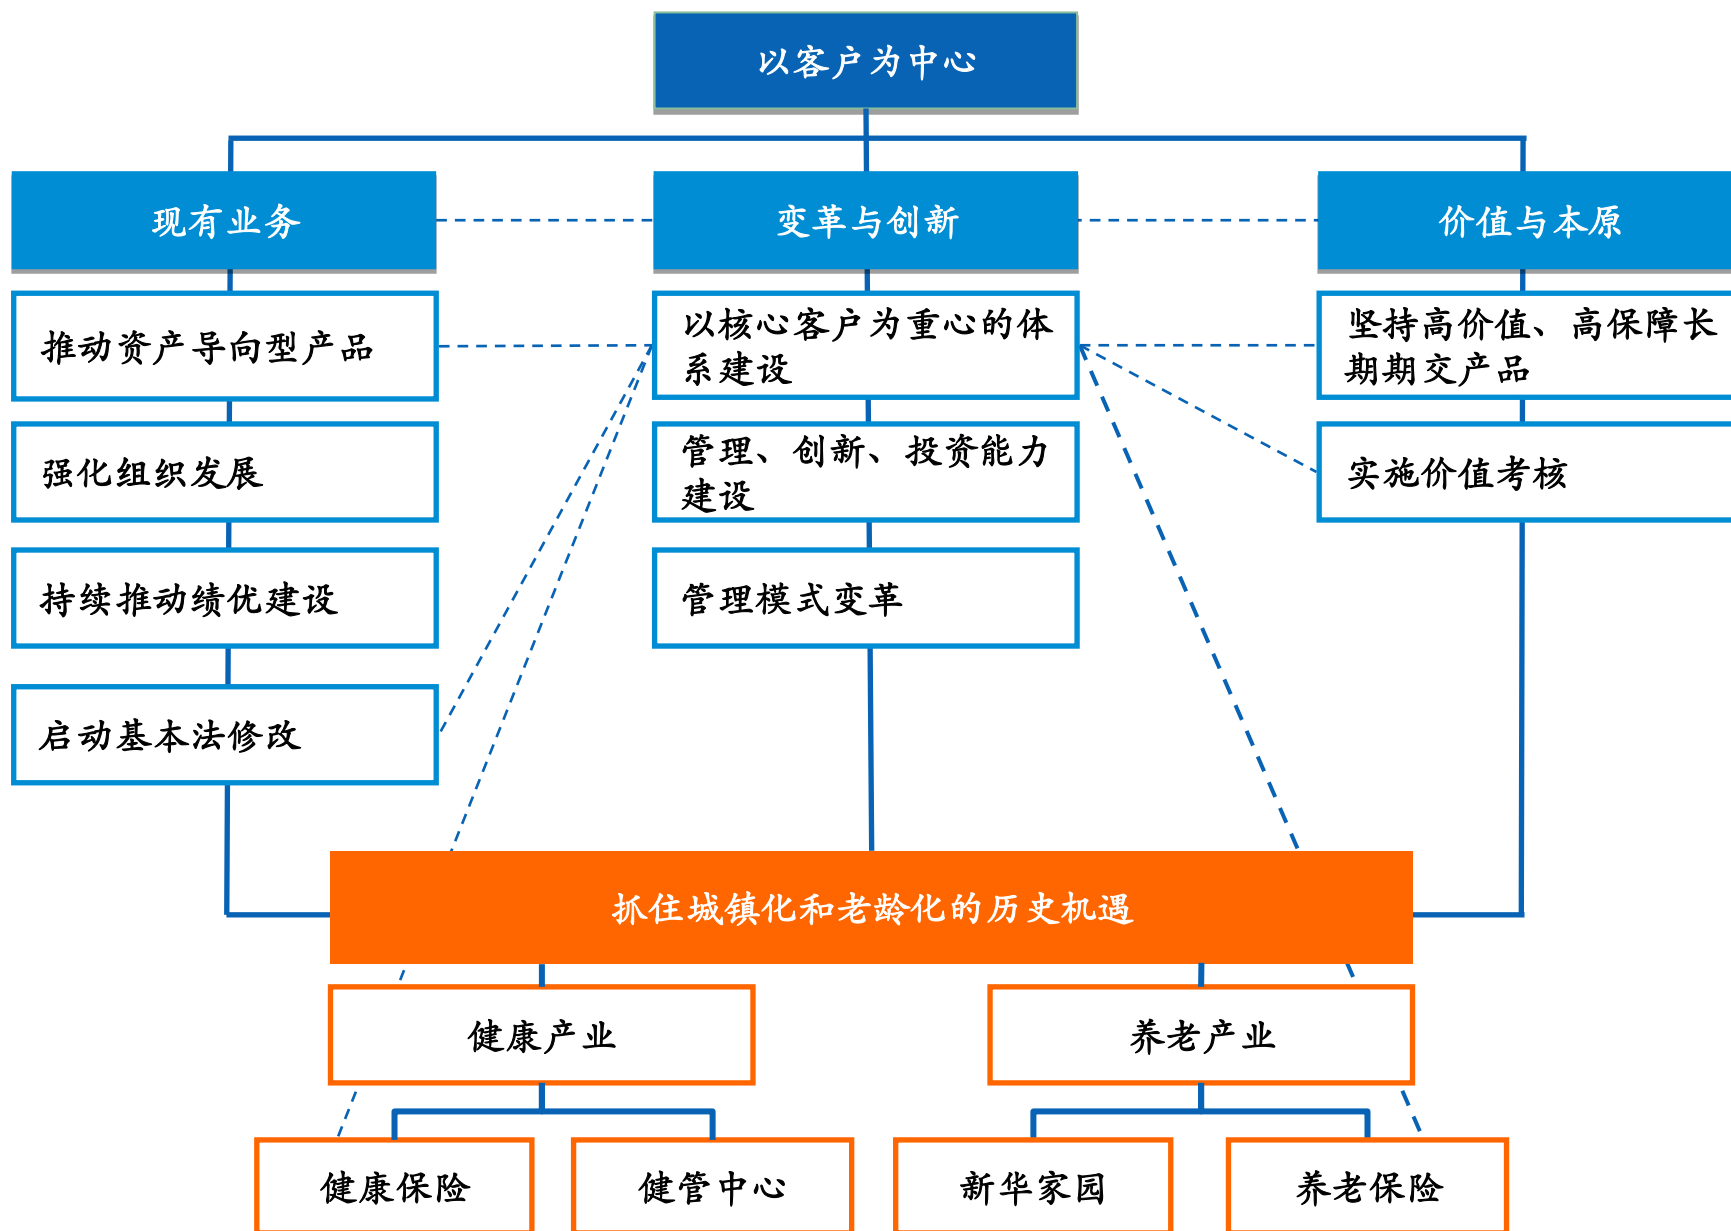 以客户为中心
现有业务
变革与创新
价值与本原
推动资产导向型产品
以核心客户为重心的体
系建设
坚持高价值、高保障长
期期交产品
强化组织发展
管理、创新、投资能力
建设
实施价值考核
持续推动绩优建设
管理模式变革
启动基本法修改
抓住城镇化和老龄化的历史机遇
健康产业
养老产业
健康保险
健管中心
新华家园
养老保险